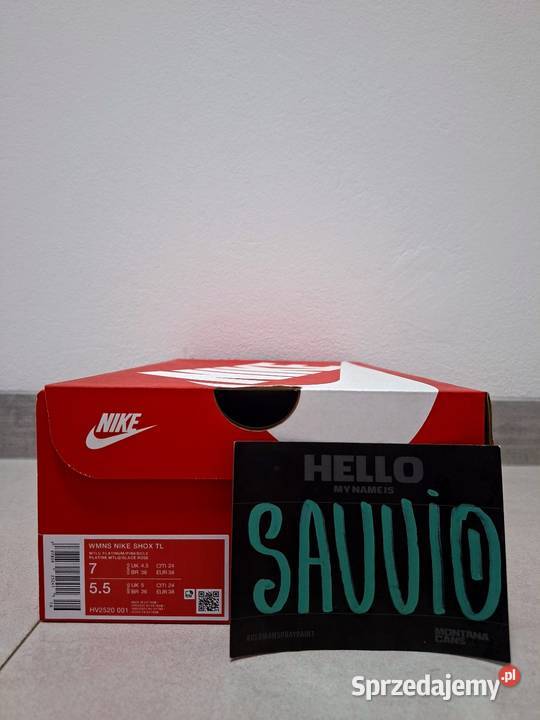 NIKE
HELLO
MY NAME IS
SAVVIO
WMNS NIKE SHOX TL
7
UK 4.5
CM 24
BR 36
EUR 38
5.5
UK 5
CM 24
BR 36
EUR 38
HV2520 001
MONTANA
CANS
Sprzedajemy.pl